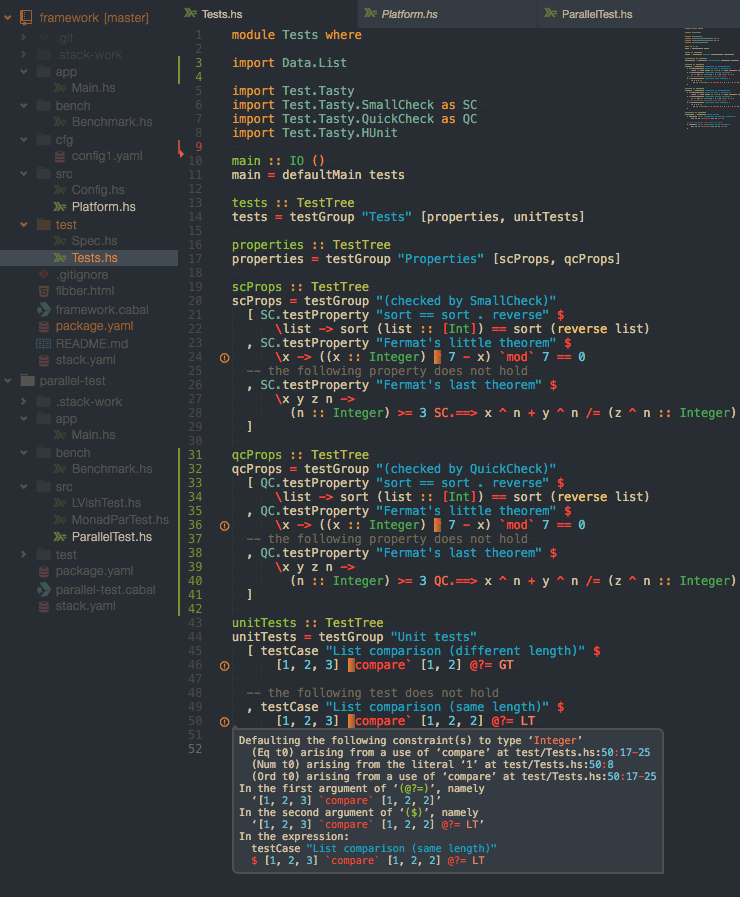 framework [master]
.git
.stack-work
app
Main.hs
bench
Benchmark.hs
cfg
config1.yaml
src
Config.hs
Platform.hs
test
Spec.hs
Tests.hs
.gitignore
fibber.html
framework.cabal
package.yaml
README.md
stack.yaml
parallel-test
.stack-work
app
Main.hs
bench
Benchmark.hs
src
LVishTest.hs
MonadParTest.hs
ParallelTest.hs
test
package.yaml
parallel-test.cabal
stack.yaml
Tests.hs
Platform.hs
ParallelTest.hs
1 module Tests where
2
3 import Data.List
4
5 import Test.Tasty
6 import Test.Tasty.SmallCheck as SC
7 import Test.Tasty.QuickCheck as QC
8 import Test.Tasty.HUnit
9
10 main :: IO ()
11 main = defaultMain tests
12
13 tests :: TestTree
14 tests = testGroup "Tests" [properties, unitTests]
15
16 properties :: TestTree
17 properties = testGroup "Properties" [scProps, qcProps]
18
19 scProps :: TestTree
20 scProps = testGroup "(checked by SmallCheck)"
21 [ SC.testProperty "sort == sort . reverse" $
22 \list -> sort (list :: [Int]) == sort (reverse list)
23 , SC.testProperty "Fermat's little theorem" $
24 \x -> ((x :: Integer) 7 - x) `mod` 7 == 0
25 -- the following property does not hold
26 , SC.testProperty "Fermat's last theorem" $
27 \x y z n ->
28 (n :: Integer) >= 3 SC.==> x ^ n + y ^ n /= (z ^ n :: Integer)
29 ]
30
31 qcProps :: TestTree
32 qcProps = testGroup "(checked by QuickCheck)"
33 [ QC.testProperty "sort == sort . reverse" $
34 \list -> sort (list :: [Int]) == sort (reverse list)
35 , QC.testProperty "Fermat's little theorem" $
36 \x -> ((x :: Integer) 7 - x) `mod` 7 == 0
37 -- the following property does not hold
38 , QC.testProperty "Fermat's last theorem" $
39 \x y z n ->
40 (n :: Integer) >= 3 QC.==> x ^ n + y ^ n /= (z ^ n :: Integer)
41 ]
42
43 unitTests :: TestTree
44 unitTests = testGroup "Unit tests"
45 [ testCase "List comparison (different length)" $
46 [1, 2, 3] compare` [1, 2] @?= GT
47
48 -- the following test does not hold
49 , testCase "List comparison (same length)" $
50 [1, 2, 3] compare` [1, 2, 2] @?= LT
51
52
Defaulting the following constraint(s) to type ‘Integer’
(Eq t0) arising from a use of ‘compare’ at test/Tests.hs:50:17-25
(Num t0) arising from the literal ‘1’ at test/Tests.hs:50:8
(Ord t0) arising from a use of ‘compare’ at test/Tests.hs:50:17-25
In the first argument of ‘(@?=)’, namely
‘[1, 2, 3] `compare` [1, 2, 2]’
In the second argument of ‘($)’, namely
‘[1, 2, 3] `compare` [1, 2, 2] @?= LT’
In the expression:
testCase "List comparison (same length)"
$ [1, 2, 3] `compare` [1, 2, 2] @?= LT